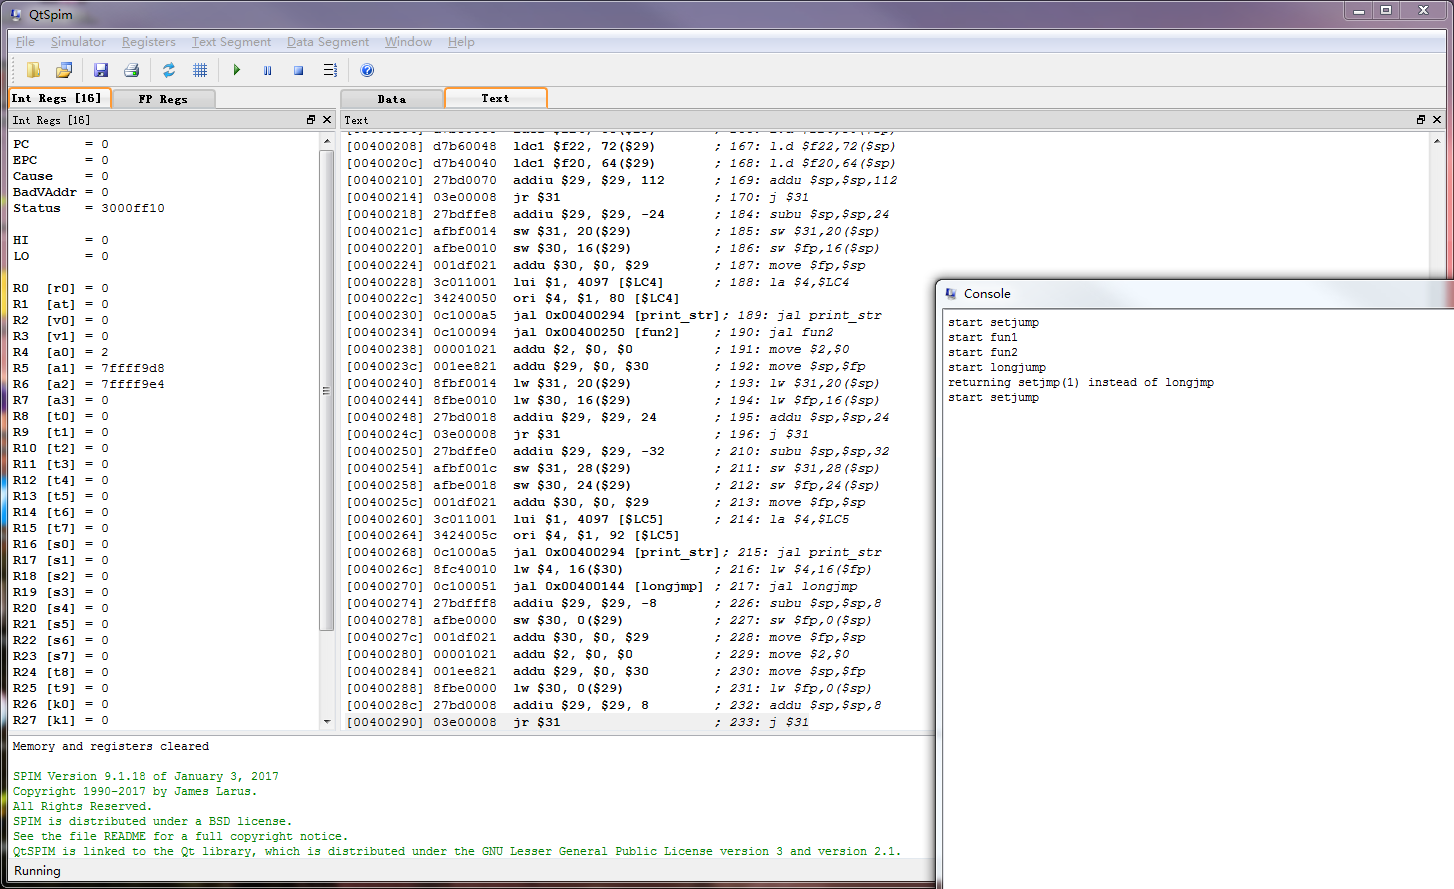 QtSpim
File Simulator Registers Text Segment Data Segment Window Help
Int Regs [16] FP Regs Data Text
Int Regs [16]
PC = 0
EPC = 0
Cause = 0
BadVAddr = 0
Status = 3000ff10
HI = 0
LO = 0
R0 [r0] = 0
R1 [at] = 0
R2 [v0] = 0
R3 [v1] = 0
R4 [a0] = 2
R5 [a1] = 7ffff9d8
R6 [a2] = 7ffff9e4
R7 [a3] = 0
R8 [t0] = 0
R9 [t1] = 0
R10 [t2] = 0
R11 [t3] = 0
R12 [t4] = 0
R13 [t5] = 0
R14 [t6] = 0
R15 [t7] = 0
R16 [s0] = 0
R17 [s1] = 0
R18 [s2] = 0
R19 [s3] = 0
R20 [s4] = 0
R21 [s5] = 0
R22 [s6] = 0
R23 [s7] = 0
R24 [t8] = 0
R25 [t9] = 0
R26 [k0] = 0
R27 [k1] = 0
Text
[00400208] d7b60048 ldc1 $f22, 72($29) ; 167: l.d $f22,72($sp)
[0040020c] d7b40040 ldc1 $f20, 64($29) ; 168: l.d $f20,64($sp)
[00400210] 27bd0070 addiu $29, $29, 112 ; 169: addu $sp,$sp,112
[00400214] 03e00008 jr $31 ; 170: j $31
[00400218] 27bdffe8 addiu $29, $29, -24 ; 184: subu $sp,$sp,24
[0040021c] afbf0014 sw $31, 20($29) ; 185: sw $31,20($sp)
[00400220] afbe0010 sw $30, 16($29) ; 186: sw $fp,16($sp)
[00400224] 001df021 addu $30, $0, $29 ; 187: move $fp,$sp
[00400228] 3c011001 lui $1, 4097 [$LC4] ; 188: la $4,$LC4
[0040022c] 34240050 ori $4, $1, 80 [$LC4]
[00400230] 0c1000a5 jal 0x00400294 [print_str]; 189: jal print_str
[00400234] 0c100094 jal 0x00400250 [fun2] ; 190: jal fun2
[00400238] 00001021 addu $2, $0, $0 ; 191: move $2,$0
[0040023c] 001ee821 addu $29, $0, $30 ; 192: move $sp,$fp
[00400240] 8fbf0014 lw $31, 20($29) ; 193: lw $31,20($sp)
[00400244] 8fbe0010 lw $30, 16($29) ; 194: lw $fp,16($sp)
[00400248] 27bd0018 addiu $29, $29, 24 ; 195: addu $sp,$sp,24
[0040024c] 03e00008 jr $31 ; 196: j $31
[00400250] 27bdffe0 addiu $29, $29, -32 ; 210: subu $sp,$sp,32
[00400254] afbf001c sw $31, 28($29) ; 211: sw $31,28($sp)
[00400258] afbe0018 sw $30, 24($29) ; 212: sw $fp,24($sp)
[0040025c] 001df021 addu $30, $0, $29 ; 213: move $fp,$sp
[00400260] 3c011001 lui $1, 4097 [$LC5] ; 214: la $4,$LC5
[00400264] 3424005c ori $4, $1, 92 [$LC5]
[00400268] 0c1000a5 jal 0x00400294 [print_str]; 215: jal print_str
[0040026c] 8fc40010 lw $4, 16($30) ; 216: lw $4,16($fp)
[00400270] 0c100051 jal 0x00400144 [longjmp] ; 217: jal longjmp
[00400274] 27bdfff8 addiu $29, $29, -8 ; 226: subu $sp,$sp,8
[00400278] afbe0000 sw $30, 0($29) ; 227: sw $fp,0($sp)
[0040027c] 001df021 addu $30, $0, $29 ; 228: move $fp,$sp
[00400280] 00001021 addu $2, $0, $0 ; 229: move $2,$0
[00400284] 001ee821 addu $29, $0, $30 ; 230: move $sp,$fp
[00400288] 8fbe0000 lw $30, 0($29) ; 231: lw $fp,0($sp)
[0040028c] 27bd0008 addiu $29, $29, 8 ; 232: addu $sp,$sp,8
[00400290] 03e00008 jr $31 ; 233: j $31
Console
start setjump
start fun1
start fun2
start longjump
returning setjmp(1) instead of longjmp
start setjump
Memory and registers cleared
SPIM Version 9.1.18 of January 3, 2017
Copyright 1990-2017 by James Larus.
All Rights Reserved.
SPIM is distributed under a BSD license.
See the file README for a full copyright notice.
QtSPIM is linked to the Qt library, which is distributed under the GNU Lesser General Public License version 3 and version 2.1.
Running